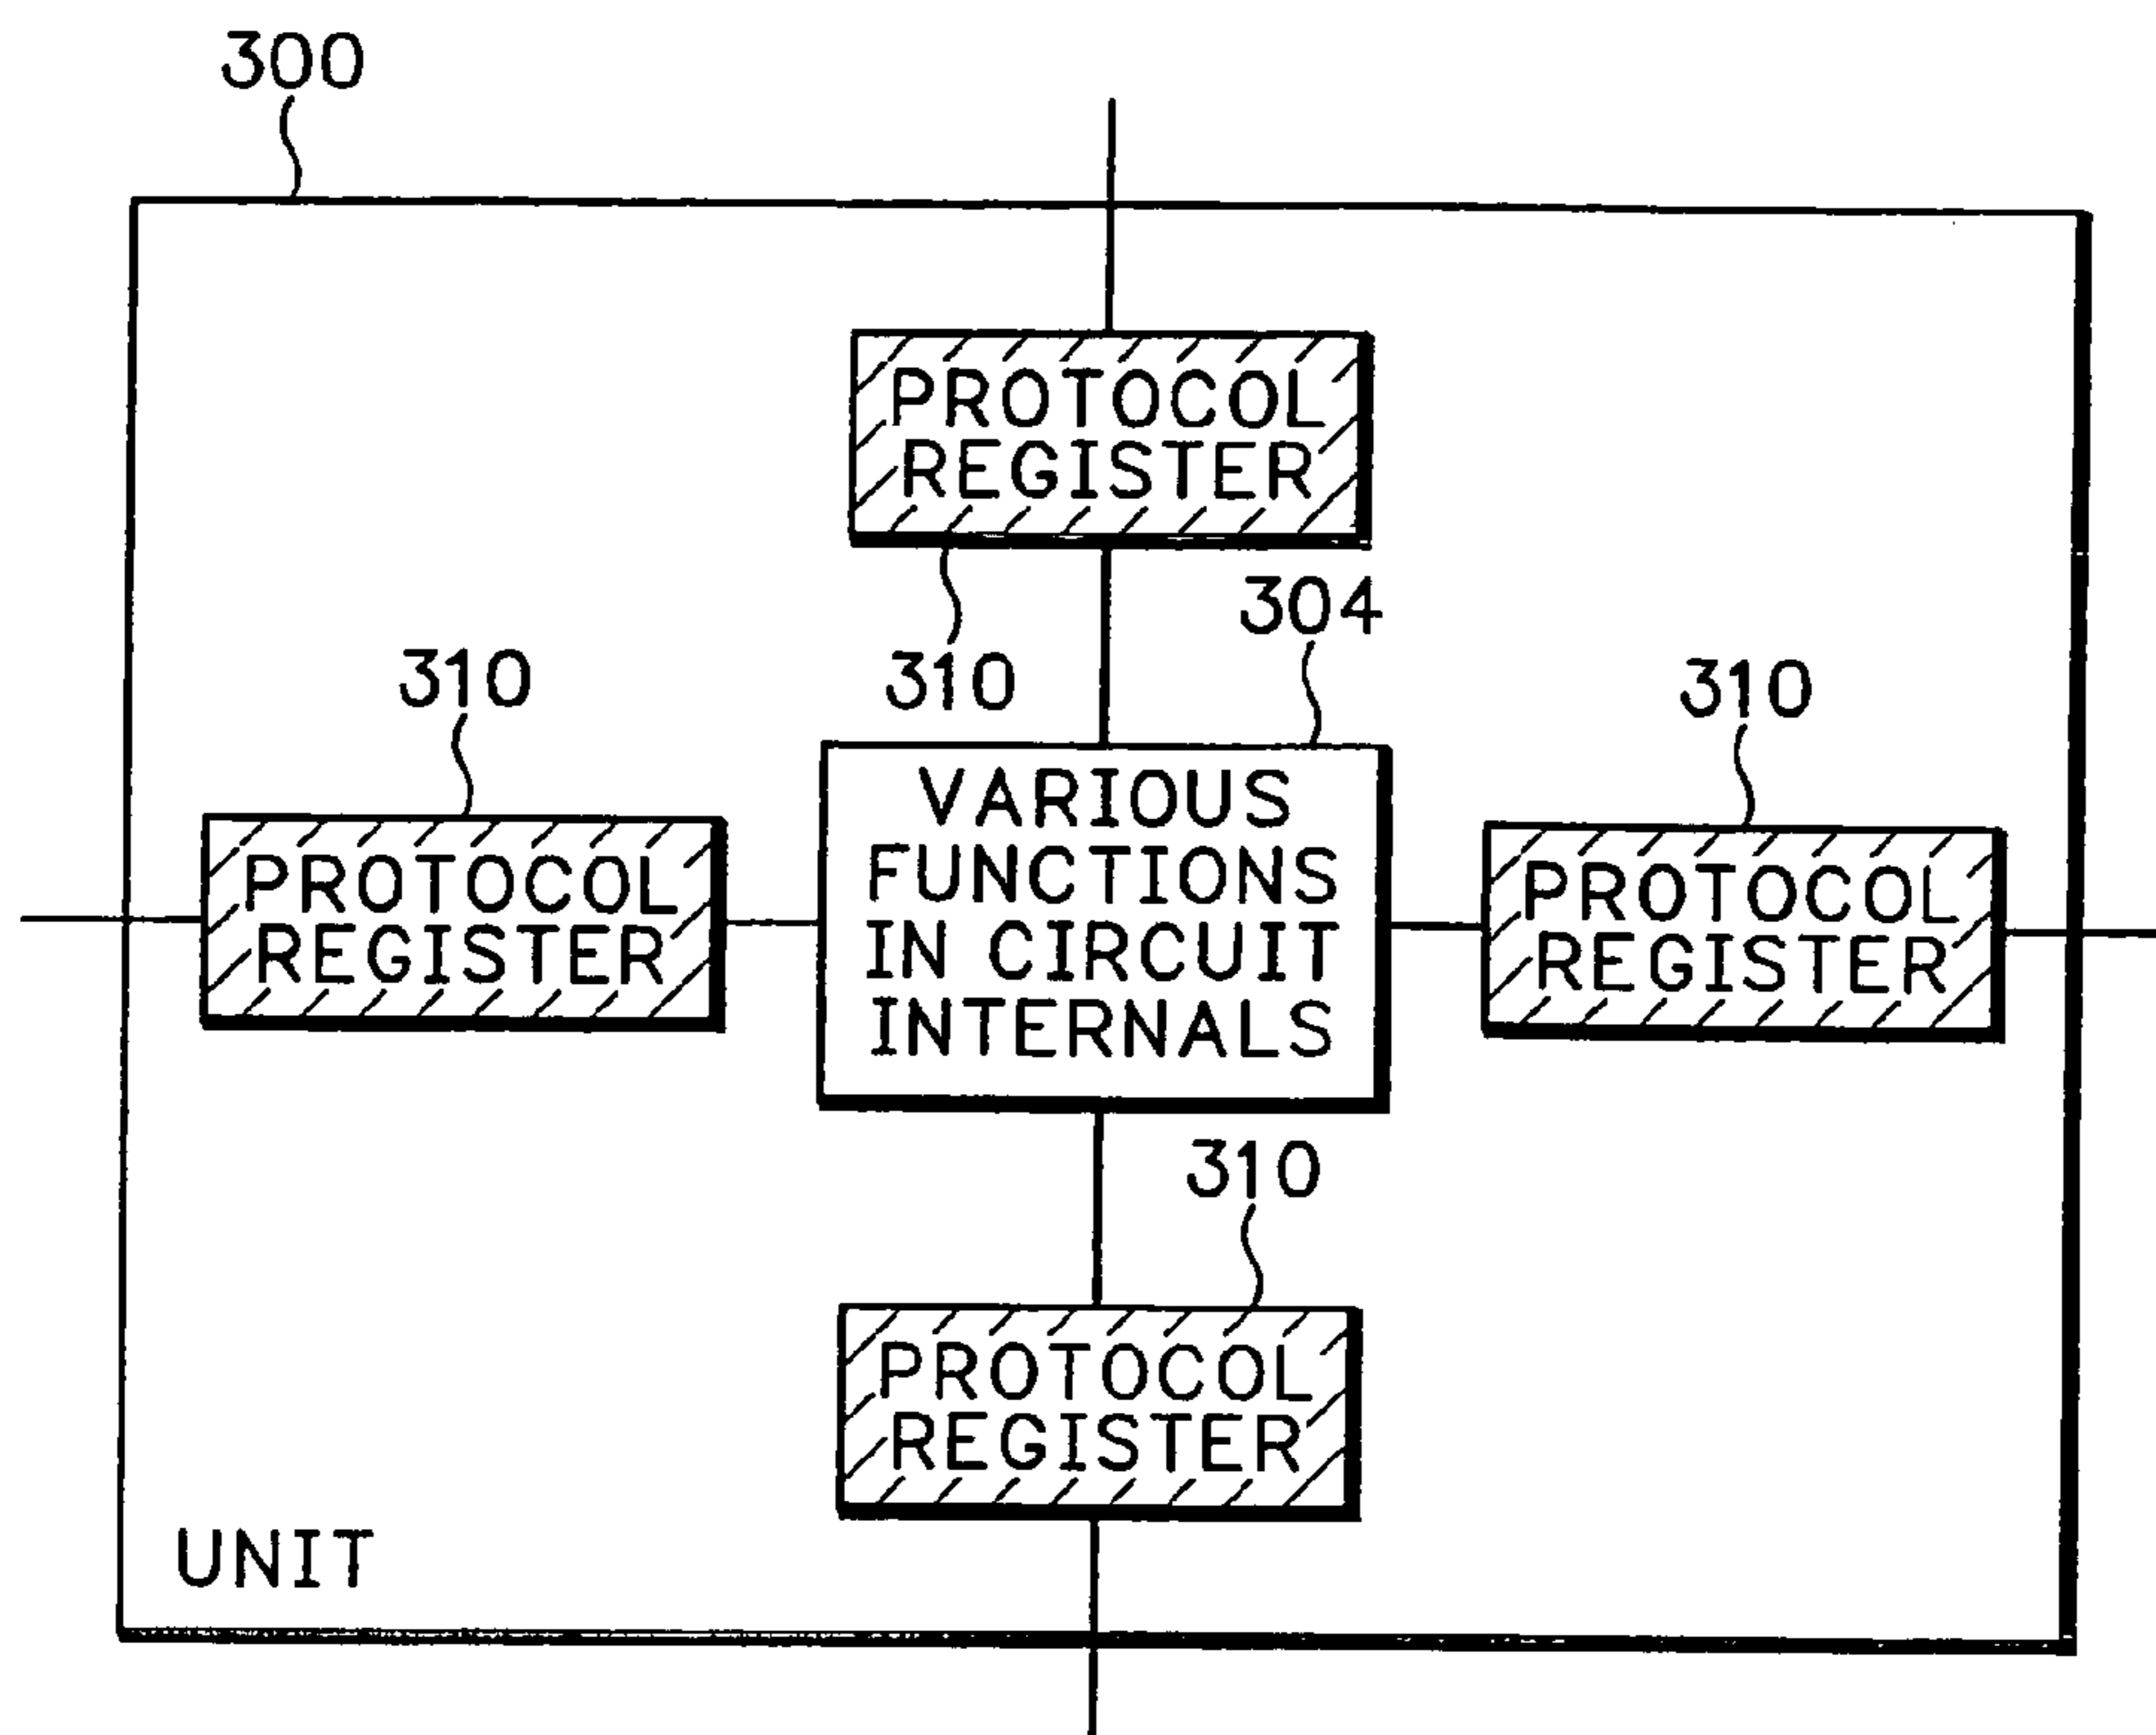 300
PROTOCOL
REGISTER
304
310
310
310
VARIOUS
FUNCTIONS
IN CIRCUIT
INTERNALS
PROTOCOL
REGISTER
PROTOCOL
REGISTER
310
PROTOCOL
REGISTER
UNIT